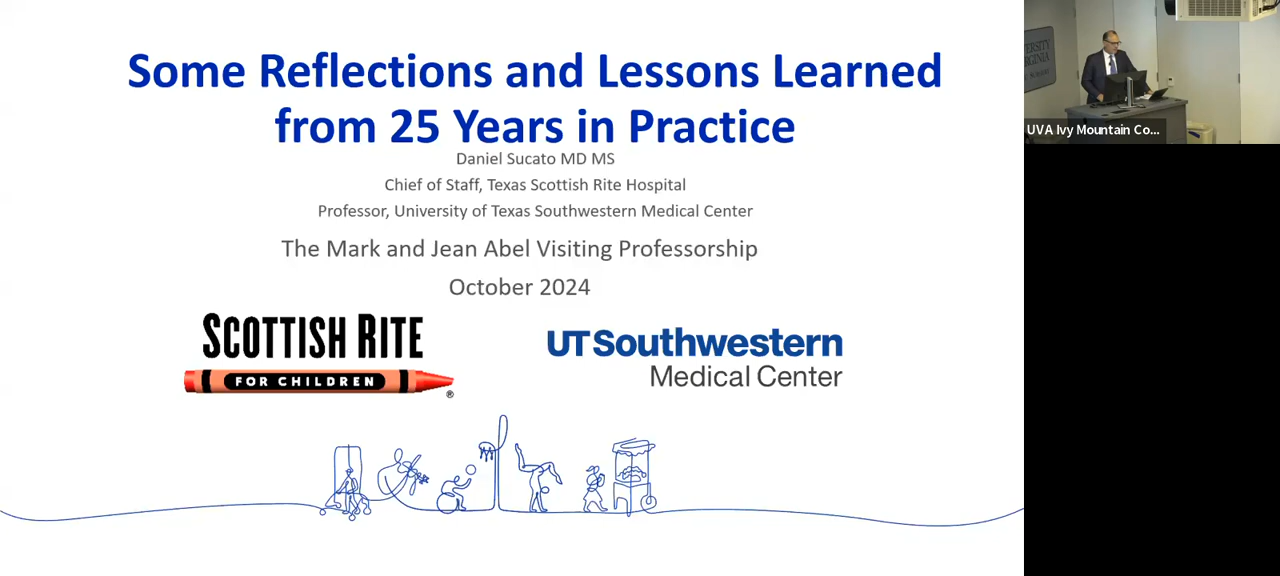 Some Reflections and Lessons Learned
from 25 Years in Practice
Daniel Sucato MD MS
Chief of Staff, Texas Scottish Rite Hospital
Professor, University of Texas Southwestern Medical Center
The Mark and Jean Abel Visiting Professorship
October 2024
SCOTTISH RITE
FOR CHILDREN
®
UT Southwestern
Medical Center
UVA Ivy Mountain Co...